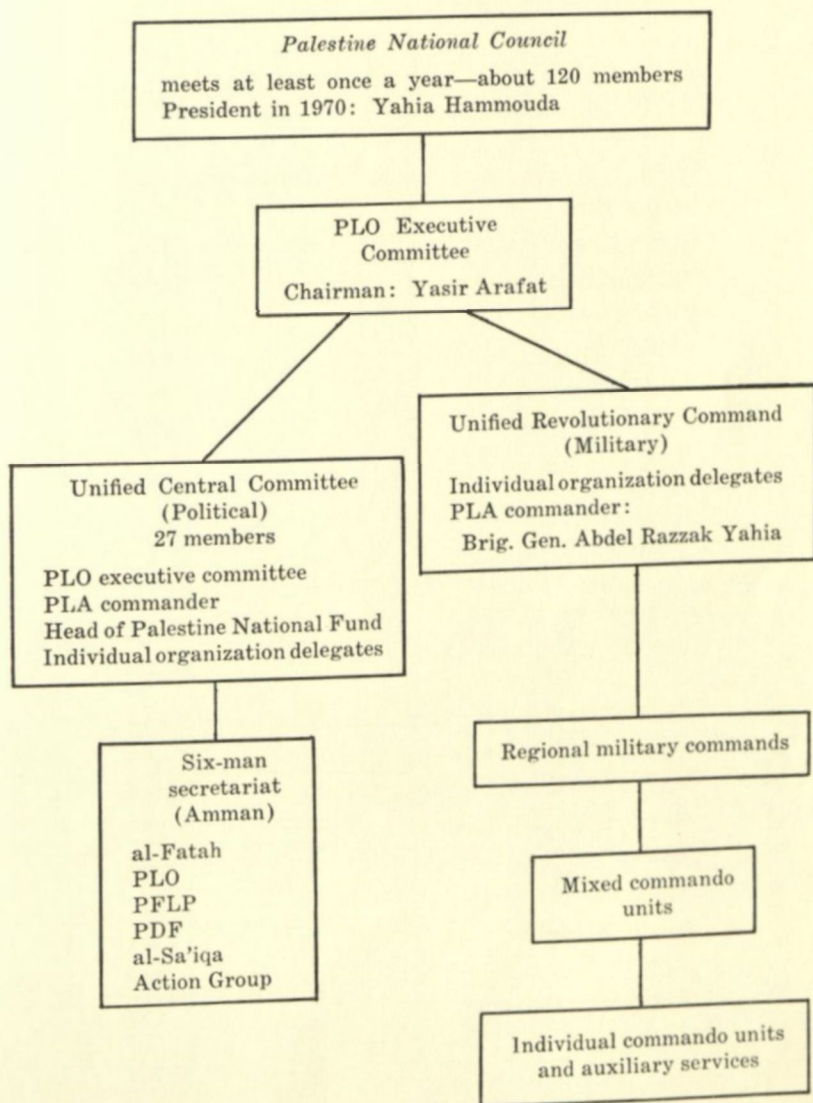 Palestine National Council
meets at least once a year—about 120 members
President in 1970: Yahia Hammouda
PLO Executive
Committee
Chairman: Yasir Arafat
Unified Central Committee
(Political)
27 members
PLO executive committee
PLA commander
Head of Palestine National Fund
Individual organization delegates
Six-man
secretariat
(Amman)
al-Fatah
PLO
PFLP
PDF
al-Sa'iqa
Action Group
Unified Revolutionary Command
(Military)
Individual organization delegates
PLA commander:
Brig. Gen. Abdel Razzak Yahia
Regional military commands
Mixed commando
units
Individual commando units
and auxiliary services